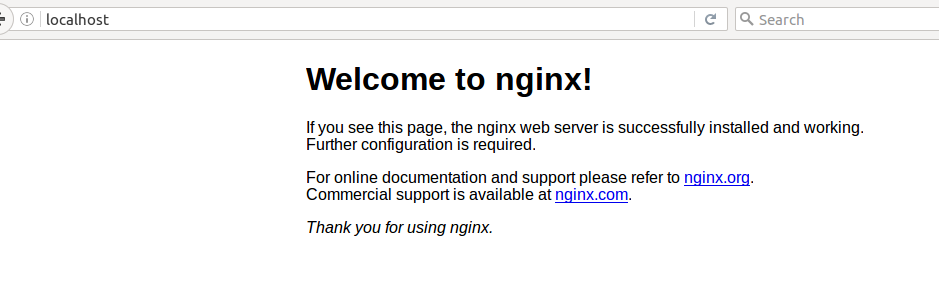 localhost
Search
Welcome to nginx!
If you see this page, the nginx web server is successfully installed and working.
Further configuration is required.
For online documentation and support please refer to nginx.org.
Commercial support is available at nginx.com.
Thank you for using nginx.